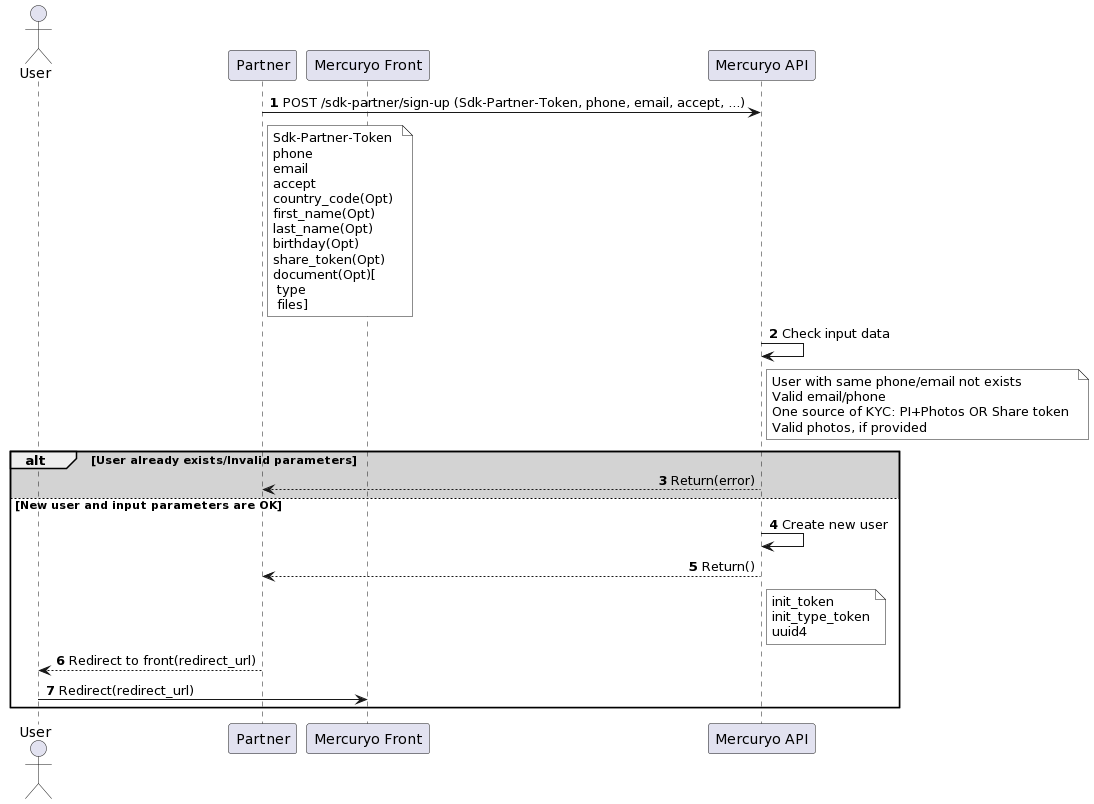 User
Partner
Mercuryo Front
Mercuryo API
1 POST /sdk-partner/sign-up (Sdk-Partner-Token, phone, email, accept, ...)
Sdk-Partner-Token
phone
email
accept
country_code(Opt)
first_name(Opt)
last_name(Opt)
birthday(Opt)
share_token(Opt)
document(Opt)[
type
files]
2 Check input data
User with same phone/email not exists
Valid email/phone
One source of KYC: PI+Photos OR Share token
Valid photos, if provided
alt [User already exists/Invalid parameters]
3 Return(error)
[New user and input parameters are OK]
4 Create new user
5 Return()
init_token
init_type_token
uuid4
6 Redirect to front(redirect_url)
7 Redirect(redirect_url)
User
Partner
Mercuryo Front
Mercuryo API